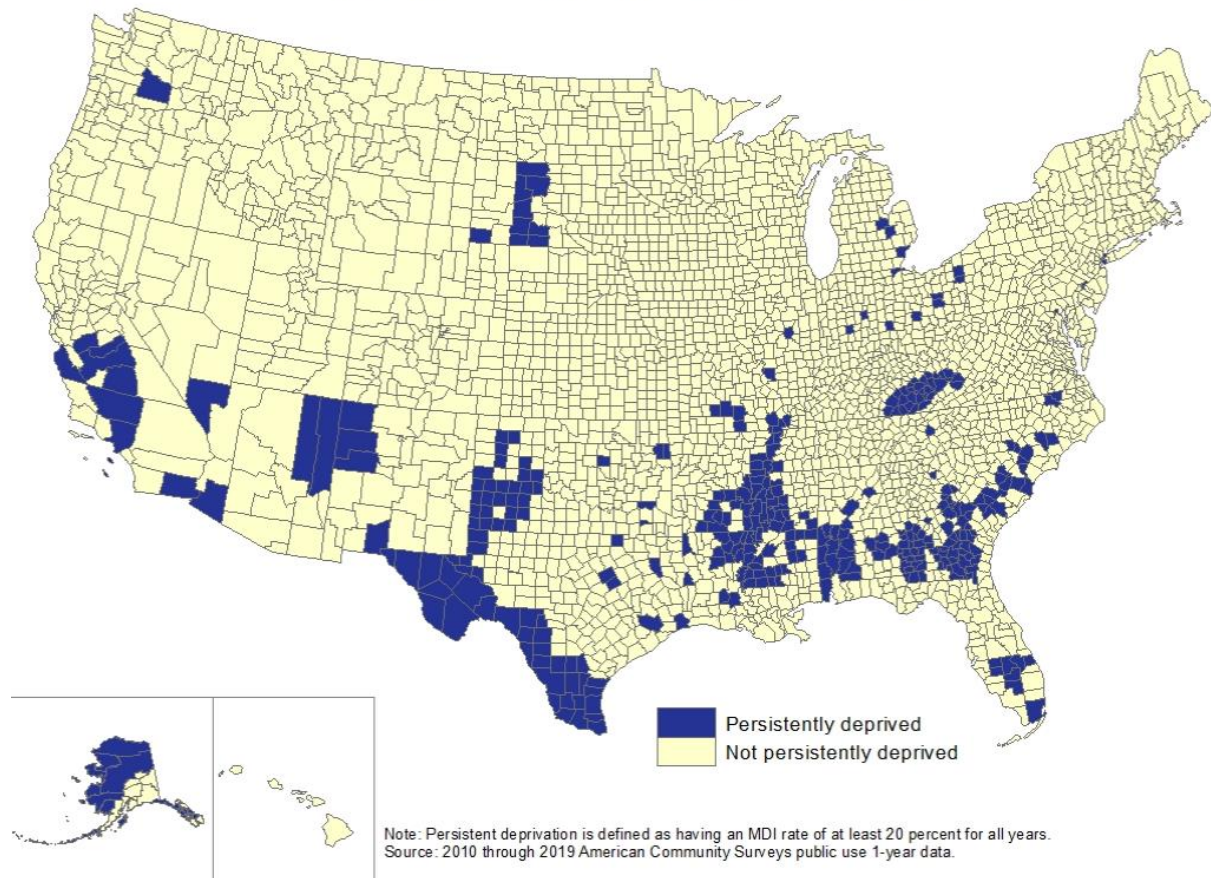 Persistently deprived
Not persistently deprived
Note: Persistent deprivation is defined as having an MDI rate of at least 20 percent for all years.
Source: 2010 through 2019 American Community Surveys public use 1-year data.